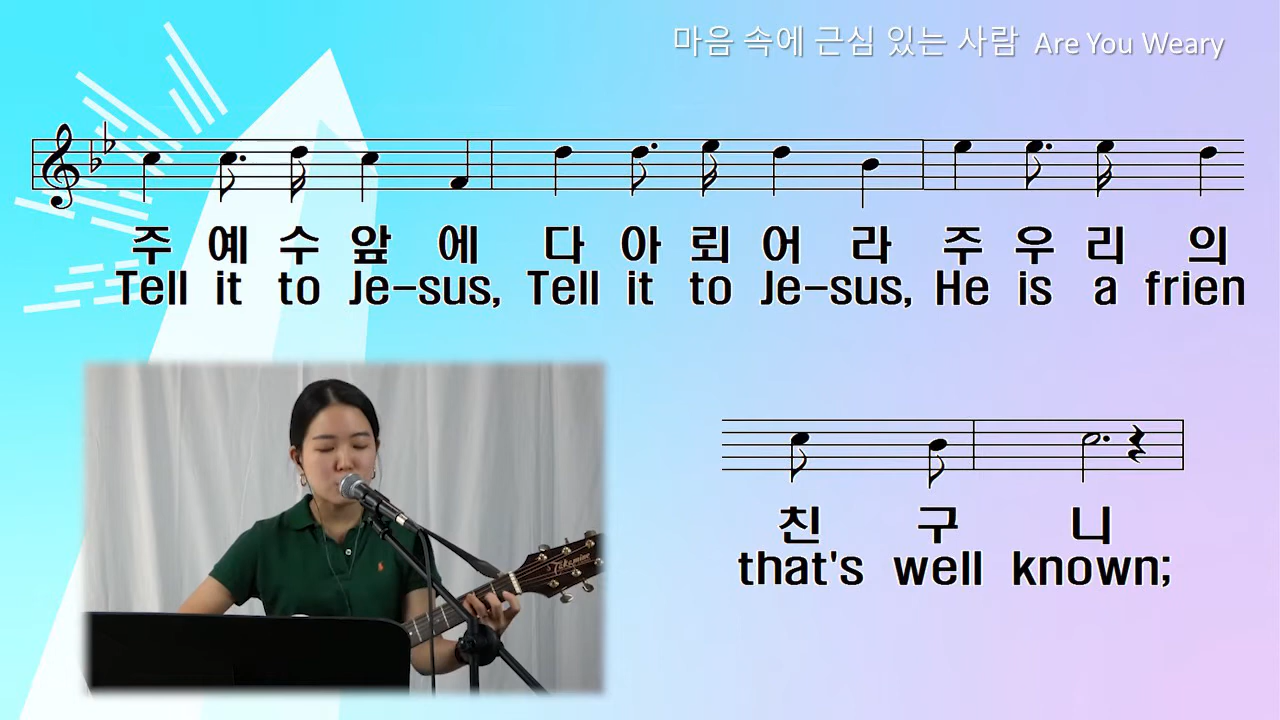 마음 속에 근심 있는 사람 Are You Weary
주 예 수 앞 에 다 아 뢰 어 라 주 우 리 의
Tell it to Je-sus, Tell it to Je-sus, He is a frien
친 구 니
that's well known;
Takamine